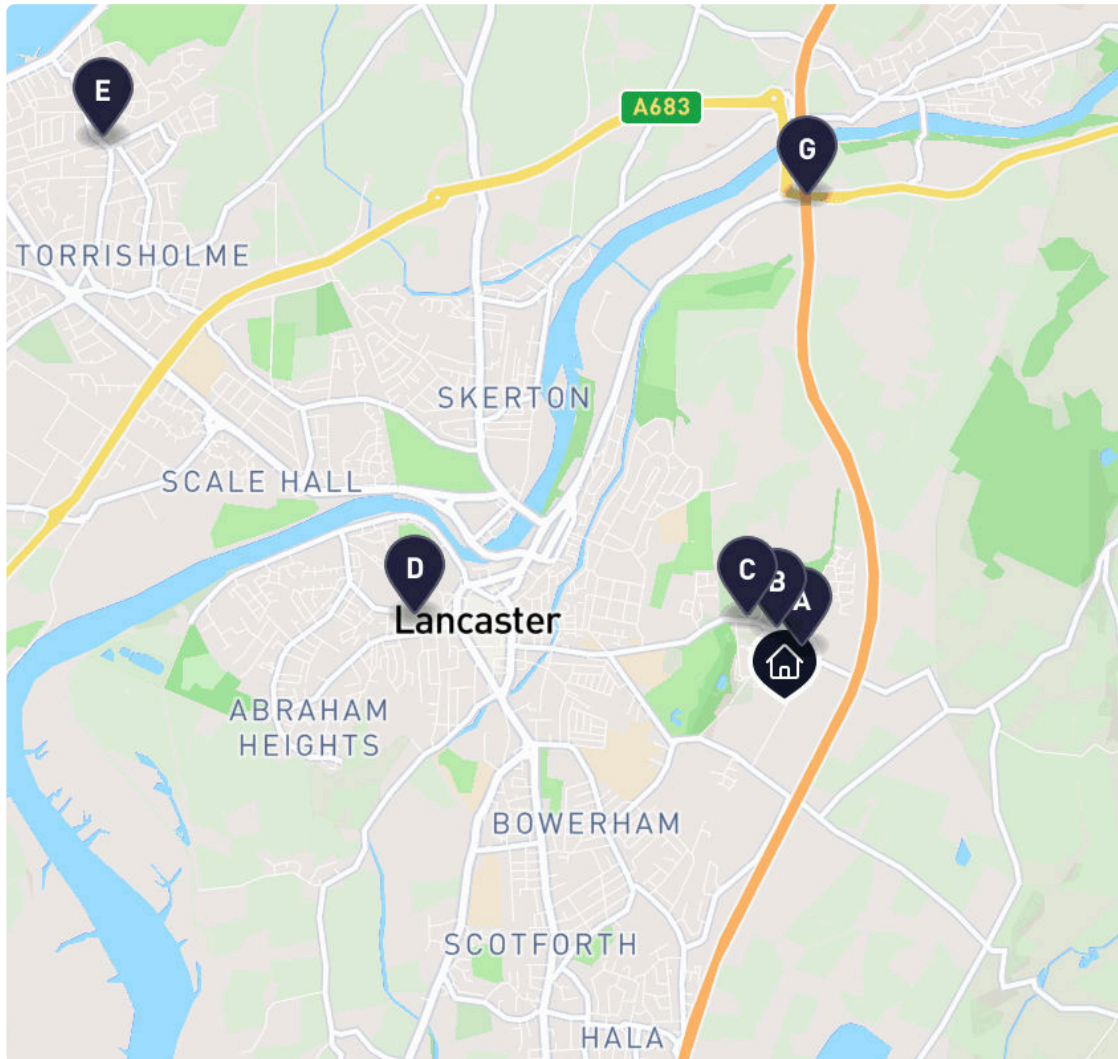 E
A683
G
TORRISHOLME
SKERTON
SCALE HALL
D
C
B
A
Lancaster
ABRAHAM
HEIGHTS
BOWERHAM
SCOTFORTH
HALA